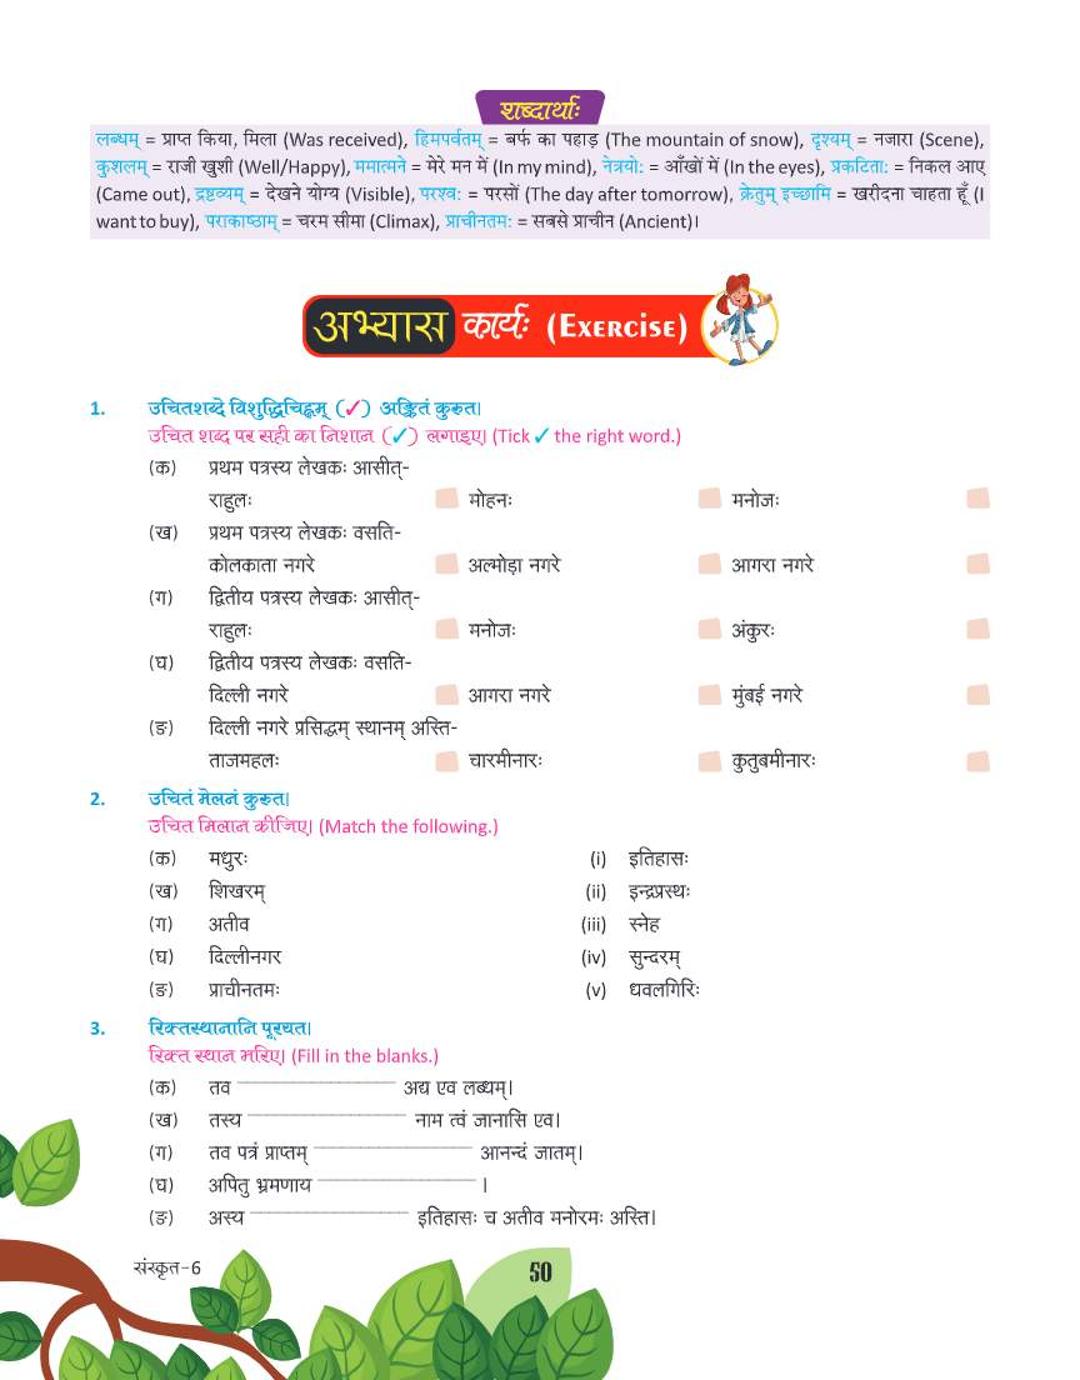 शब्दार्थाः
लब्धम् = प्राप्त किया, मिला (Was received), हिमपर्वतम् = बर्फ का पहाड़ (The mountain of snow), दृश्यम् = नजारा (Scene),
कुशलम् = राजी खुशी (Well/Happy), ममात्मने = मेरे मन में (In my mind), नेत्रयो: = आँखों में (In the eyes), प्रकटिता: = निकल आए
(Came out), द्रष्टव्यम् = देखने योग्य (Visible), परश्व: = परसों (The day after tomorrow), क्रेतुम् इच्छामि = खरीदना चाहता हूँ (I
want to buy), पराकाष्ठाम् = चरम सीमा (Climax), प्राचीनतम: = सबसे प्राचीन (Ancient)।
अभ्यास कार्यः (Exercise)
1. उचितशब्दे विशुद्धिचिह्नम् (✓) अङ्कितं कुरुत।
उचित शब्द पर सही का निशान (✓) लगाइए। (Tick ✓ the right word.)
(क) प्रथम पत्रस्य लेखकः आसीत्-
राहुलः मोहनः मनोजः
(ख) प्रथम पत्रस्य लेखकः वसति-
कोलकाता नगरे अल्मोड़ा नगरे आगरा नगरे
(ग) द्वितीय पत्रस्य लेखकः आसीत्-
राहुलः मनोजः अंकुरः
(घ) द्वितीय पत्रस्य लेखकः वसति-
दिल्ली नगरे आगरा नगरे मुंबई नगरे
(ङ) दिल्ली नगरे प्रसिद्धम् स्थानम् अस्ति-
ताजमहलः चारमीनारः कुतुबमीनारः
2. उचितं मेलनं कुरुत।
उचित मिलान कीजिए। (Match the following.)
(क) मधुरः (i) इतिहासः
(ख) शिखरम् (ii) इन्द्रप्रस्थः
(ग) अतीव (iii) स्नेह
(घ) दिल्लीनगर (iv) सुन्दरम्
(ङ) प्राचीनतमः (v) धवलगिरिः
3. रिक्तस्थानानि पूरयत।
रिक्त स्थान भरिए। (Fill in the blanks.)
(क) तव ____________ अद्य एव लब्धम्।
(ख) तस्य ____________ नाम त्वं जानासि एव।
(ग) तव पत्रं प्राप्तम् ____________ आनन्दं जातम्।
(घ) अपितु भ्रमणाय ____________ ।
(ङ) अस्य ____________ इतिहासः च अतीव मनोरमः अस्ति।
संस्कृत-6 50